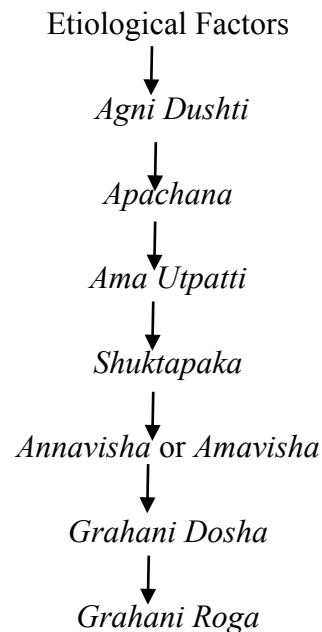 Etiological Factors
Agni Dushti
Apachana
Ama Utpatti
Shuktapaka
Annavisha or Amavisha
Grahani Dosha
Grahani Roga